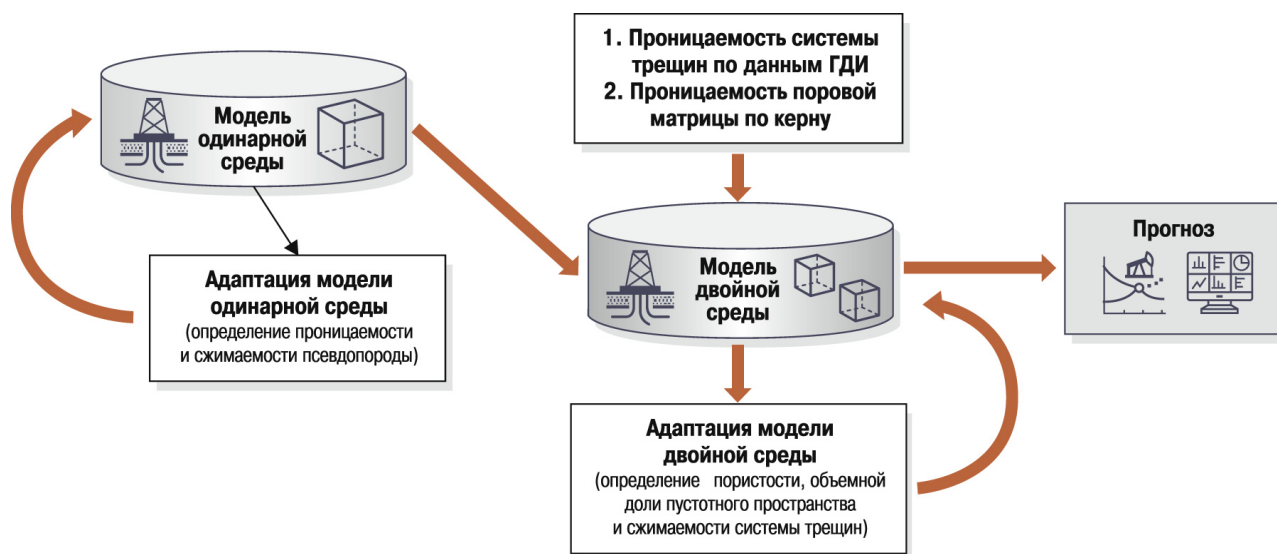 Модель
одинарной
среды
Адаптация модели
одинарной среды
(определение проницаемости
и сжимаемости псевдопороды)
1. Проницаемость системы
трещин по данным ГДИ
2. Проницаемость поровой
матрицы по керну
Модель
двойной
среды
Адаптация модели
двойной среды
(определение пористости, объемной
доли пустотного пространства
и сжимаемости системы трещин)
Прогноз